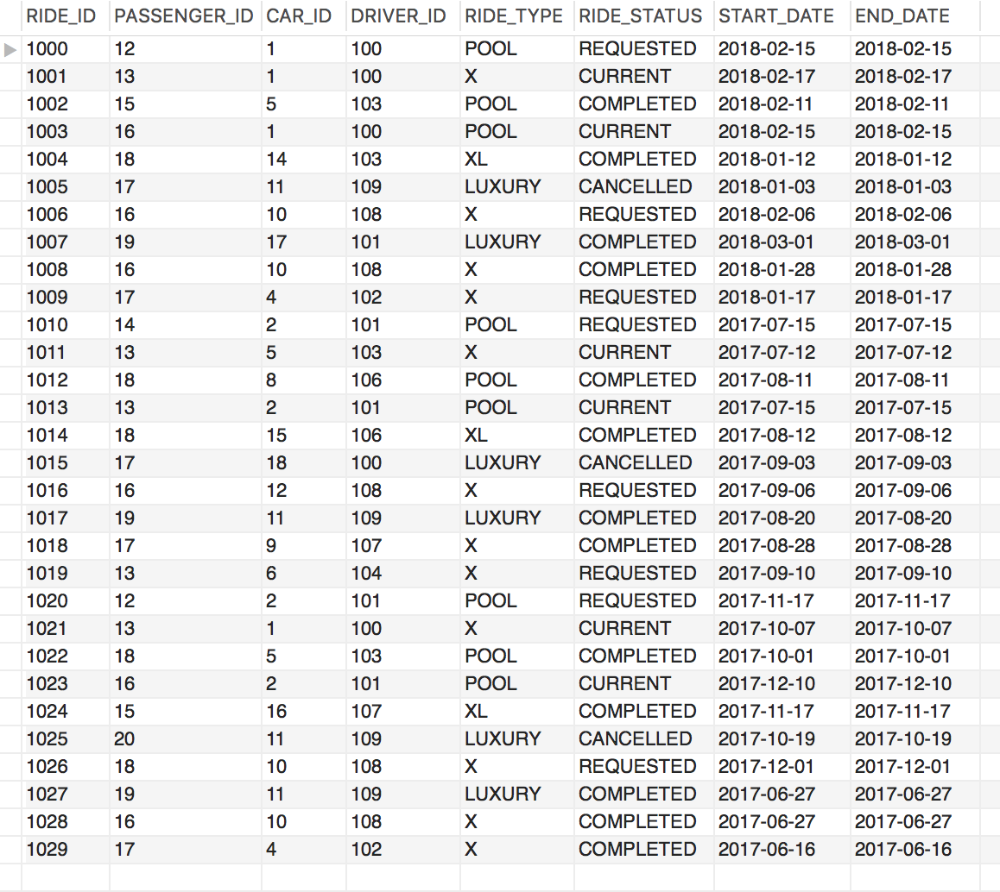 RIDE_ID PASSENGER_ID CAR_ID DRIVER_ID RIDE_TYPE RIDE_STATUS START_DATE END_DATE
1000 12 1 100 POOL REQUESTED 2018-02-15 2018-02-15
1001 13 1 100 X CURRENT 2018-02-17 2018-02-17
1002 15 5 103 POOL COMPLETED 2018-02-11 2018-02-11
1003 16 1 100 POOL CURRENT 2018-02-15 2018-02-15
1004 18 14 103 XL COMPLETED 2018-01-12 2018-01-12
1005 17 11 109 LUXURY CANCELLED 2018-01-03 2018-01-03
1006 16 10 108 X REQUESTED 2018-02-06 2018-02-06
1007 19 17 101 LUXURY COMPLETED 2018-03-01 2018-03-01
1008 16 10 108 X COMPLETED 2018-01-28 2018-01-28
1009 17 4 102 X REQUESTED 2018-01-17 2018-01-17
1010 14 2 101 POOL REQUESTED 2017-07-15 2017-07-15
1011 13 5 103 X CURRENT 2017-07-12 2017-07-12
1012 18 8 106 POOL COMPLETED 2017-08-11 2017-08-11
1013 13 2 101 POOL CURRENT 2017-07-15 2017-07-15
1014 18 15 106 XL COMPLETED 2017-08-12 2017-08-12
1015 17 18 100 LUXURY CANCELLED 2017-09-03 2017-09-03
1016 16 12 108 X REQUESTED 2017-09-06 2017-09-06
1017 19 11 109 LUXURY COMPLETED 2017-08-20 2017-08-20
1018 17 9 107 X COMPLETED 2017-08-28 2017-08-28
1019 13 6 104 X REQUESTED 2017-09-10 2017-09-10
1020 12 2 101 POOL REQUESTED 2017-11-17 2017-11-17
1021 13 1 100 X CURRENT 2017-10-07 2017-10-07
1022 18 5 103 POOL COMPLETED 2017-10-01 2017-10-01
1023 16 2 101 POOL CURRENT 2017-12-10 2017-12-10
1024 15 16 107 XL COMPLETED 2017-11-17 2017-11-17
1025 20 11 109 LUXURY CANCELLED 2017-10-19 2017-10-19
1026 18 10 108 X REQUESTED 2017-12-01 2017-12-01
1027 19 11 109 LUXURY COMPLETED 2017-06-27 2017-06-27
1028 16 10 108 X COMPLETED 2017-06-27 2017-06-27
1029 17 4 102 X COMPLETED 2017-06-16 2017-06-16